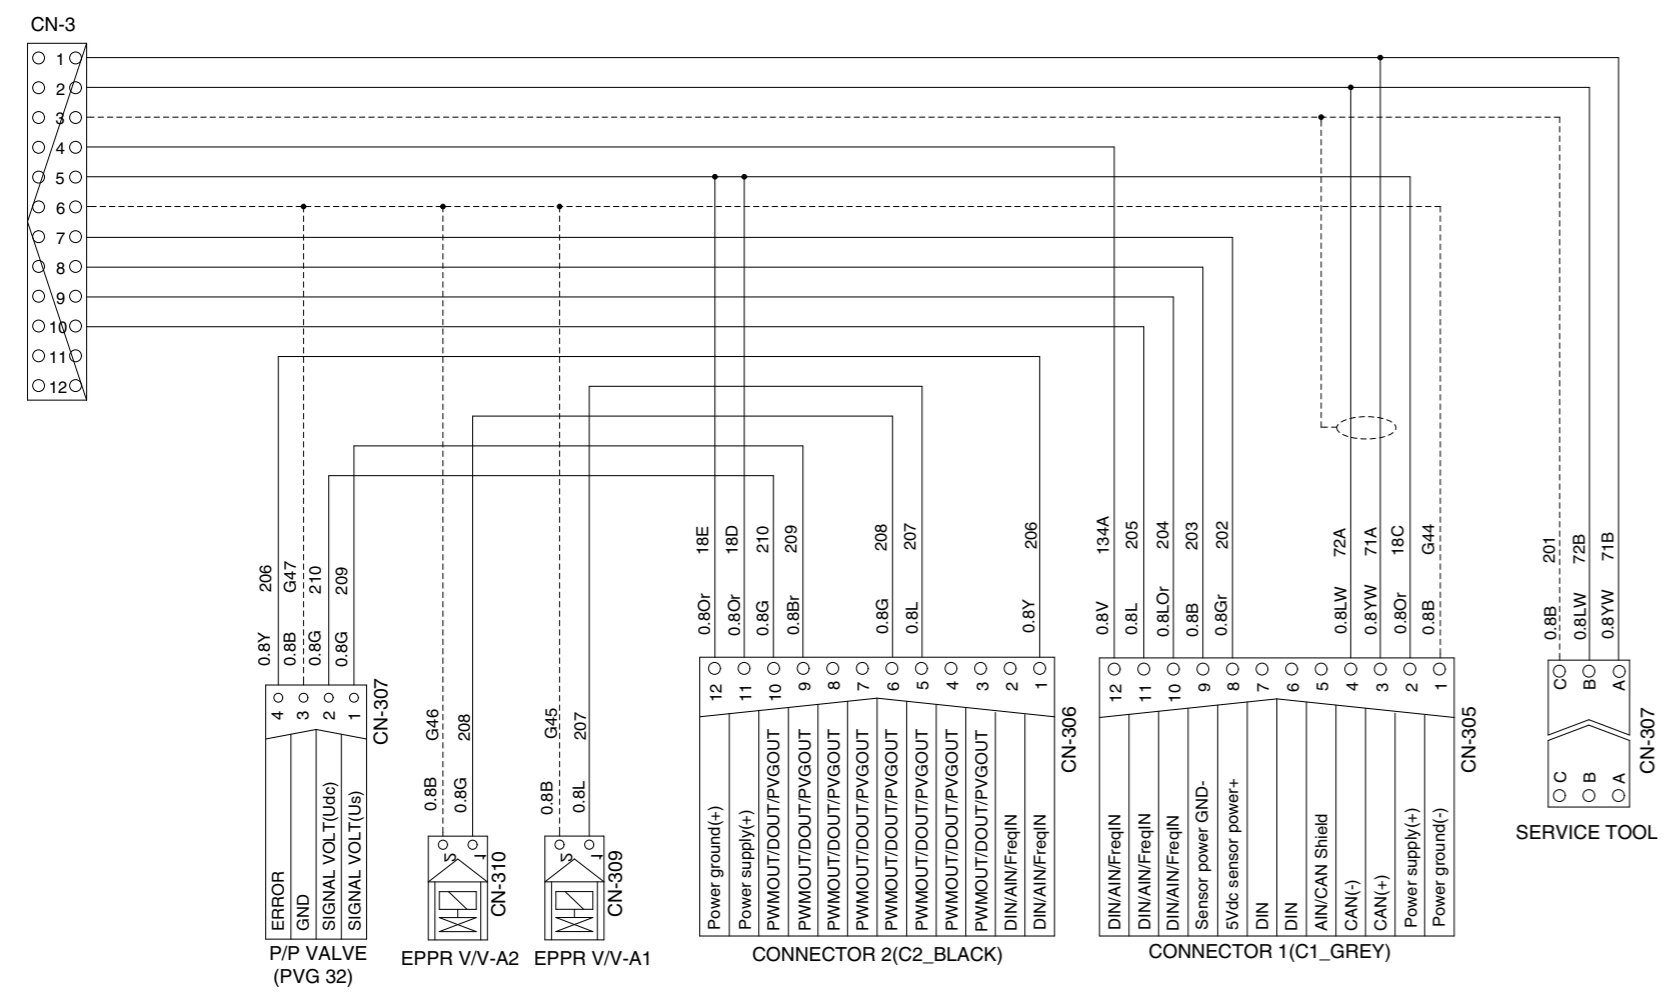 CN-3
1
2
3
4
5
6
7
8
9
10
11
12
206
G47
210
209
0.8Y
0.8B
0.8G
0.8G
4
3
2
1
CN-307
ERROR
GND
SIGNAL VOLT(Udc)
SIGNAL VOLT(Us)
P/P VALVE
(PVG 32)
G46
208
0.8B
0.8G
2
1
CN-310
EPPR V/V-A2
G45
207
0.8B
0.8L
2
1
CN-309
EPPR V/V-A1
18E
18D
210
209
208
207
206
0.8Or
0.8Or
0.8G
0.8Br
0.8G
0.8L
0.8Y
12
11
10
9
8
7
6
5
4
3
2
1
CN-306
Power ground(+)
Power supply(+)
PWMOUT/DOUT/PVGOUT
PWMOUT/DOUT/PVGOUT
PWMOUT/DOUT/PVGOUT
PWMOUT/DOUT/PVGOUT
PWMOUT/DOUT/PVGOUT
PWMOUT/DOUT/PVGOUT
PWMOUT/DOUT/PVGOUT
PWMOUT/DOUT/PVGOUT
DIN/AIN/FreqIN
DIN/AIN/FreqIN
CONNECTOR 2(C2_BLACK)
134A
205
204
203
202
72A
71A
18C
G44
0.8V
0.8L
0.8LOr
0.8B
0.8Gr
0.8LW
0.8YW
0.8Or
0.8B
12
11
10
9
8
7
6
5
4
3
2
1
CN-305
DIN/AIN/FreqIN
DIN/AIN/FreqIN
DIN/AIN/FreqIN
Sensor power GND-
5Vdc sensor power+
DIN
DIN
AIN/CAN Shield
CAN(-)
CAN(+)
Power supply(+)
Power ground(-)
CONNECTOR 1(C1_GREY)
201
72B
71B
0.8B
0.8LW
0.8YW
C
B
A
CN-307
C
B
A
SERVICE TOOL